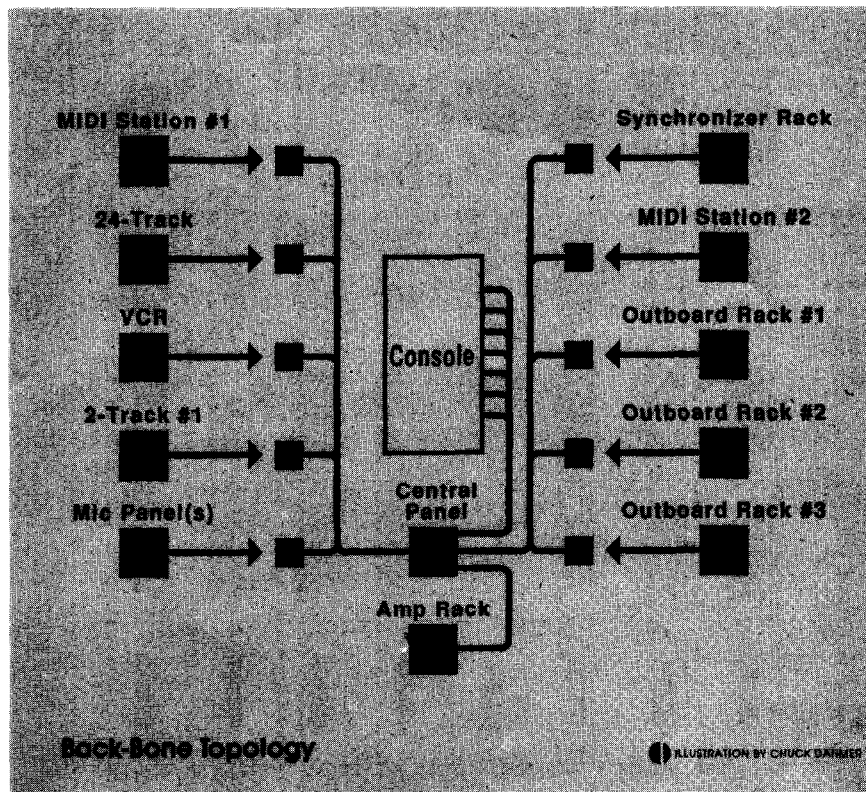 MIDI Station #1
Synchronizer Rack
24-Track
MIDI Station #2
VCR
Outboard Rack #1
Console
2-Track #1
Outboard Rack #2
Central
Panel
Mic Panel(s)
Outboard Rack #3
Amp Rack
Back-Bone Topology
ILLUSTRATION BY CHUCK DAHMER